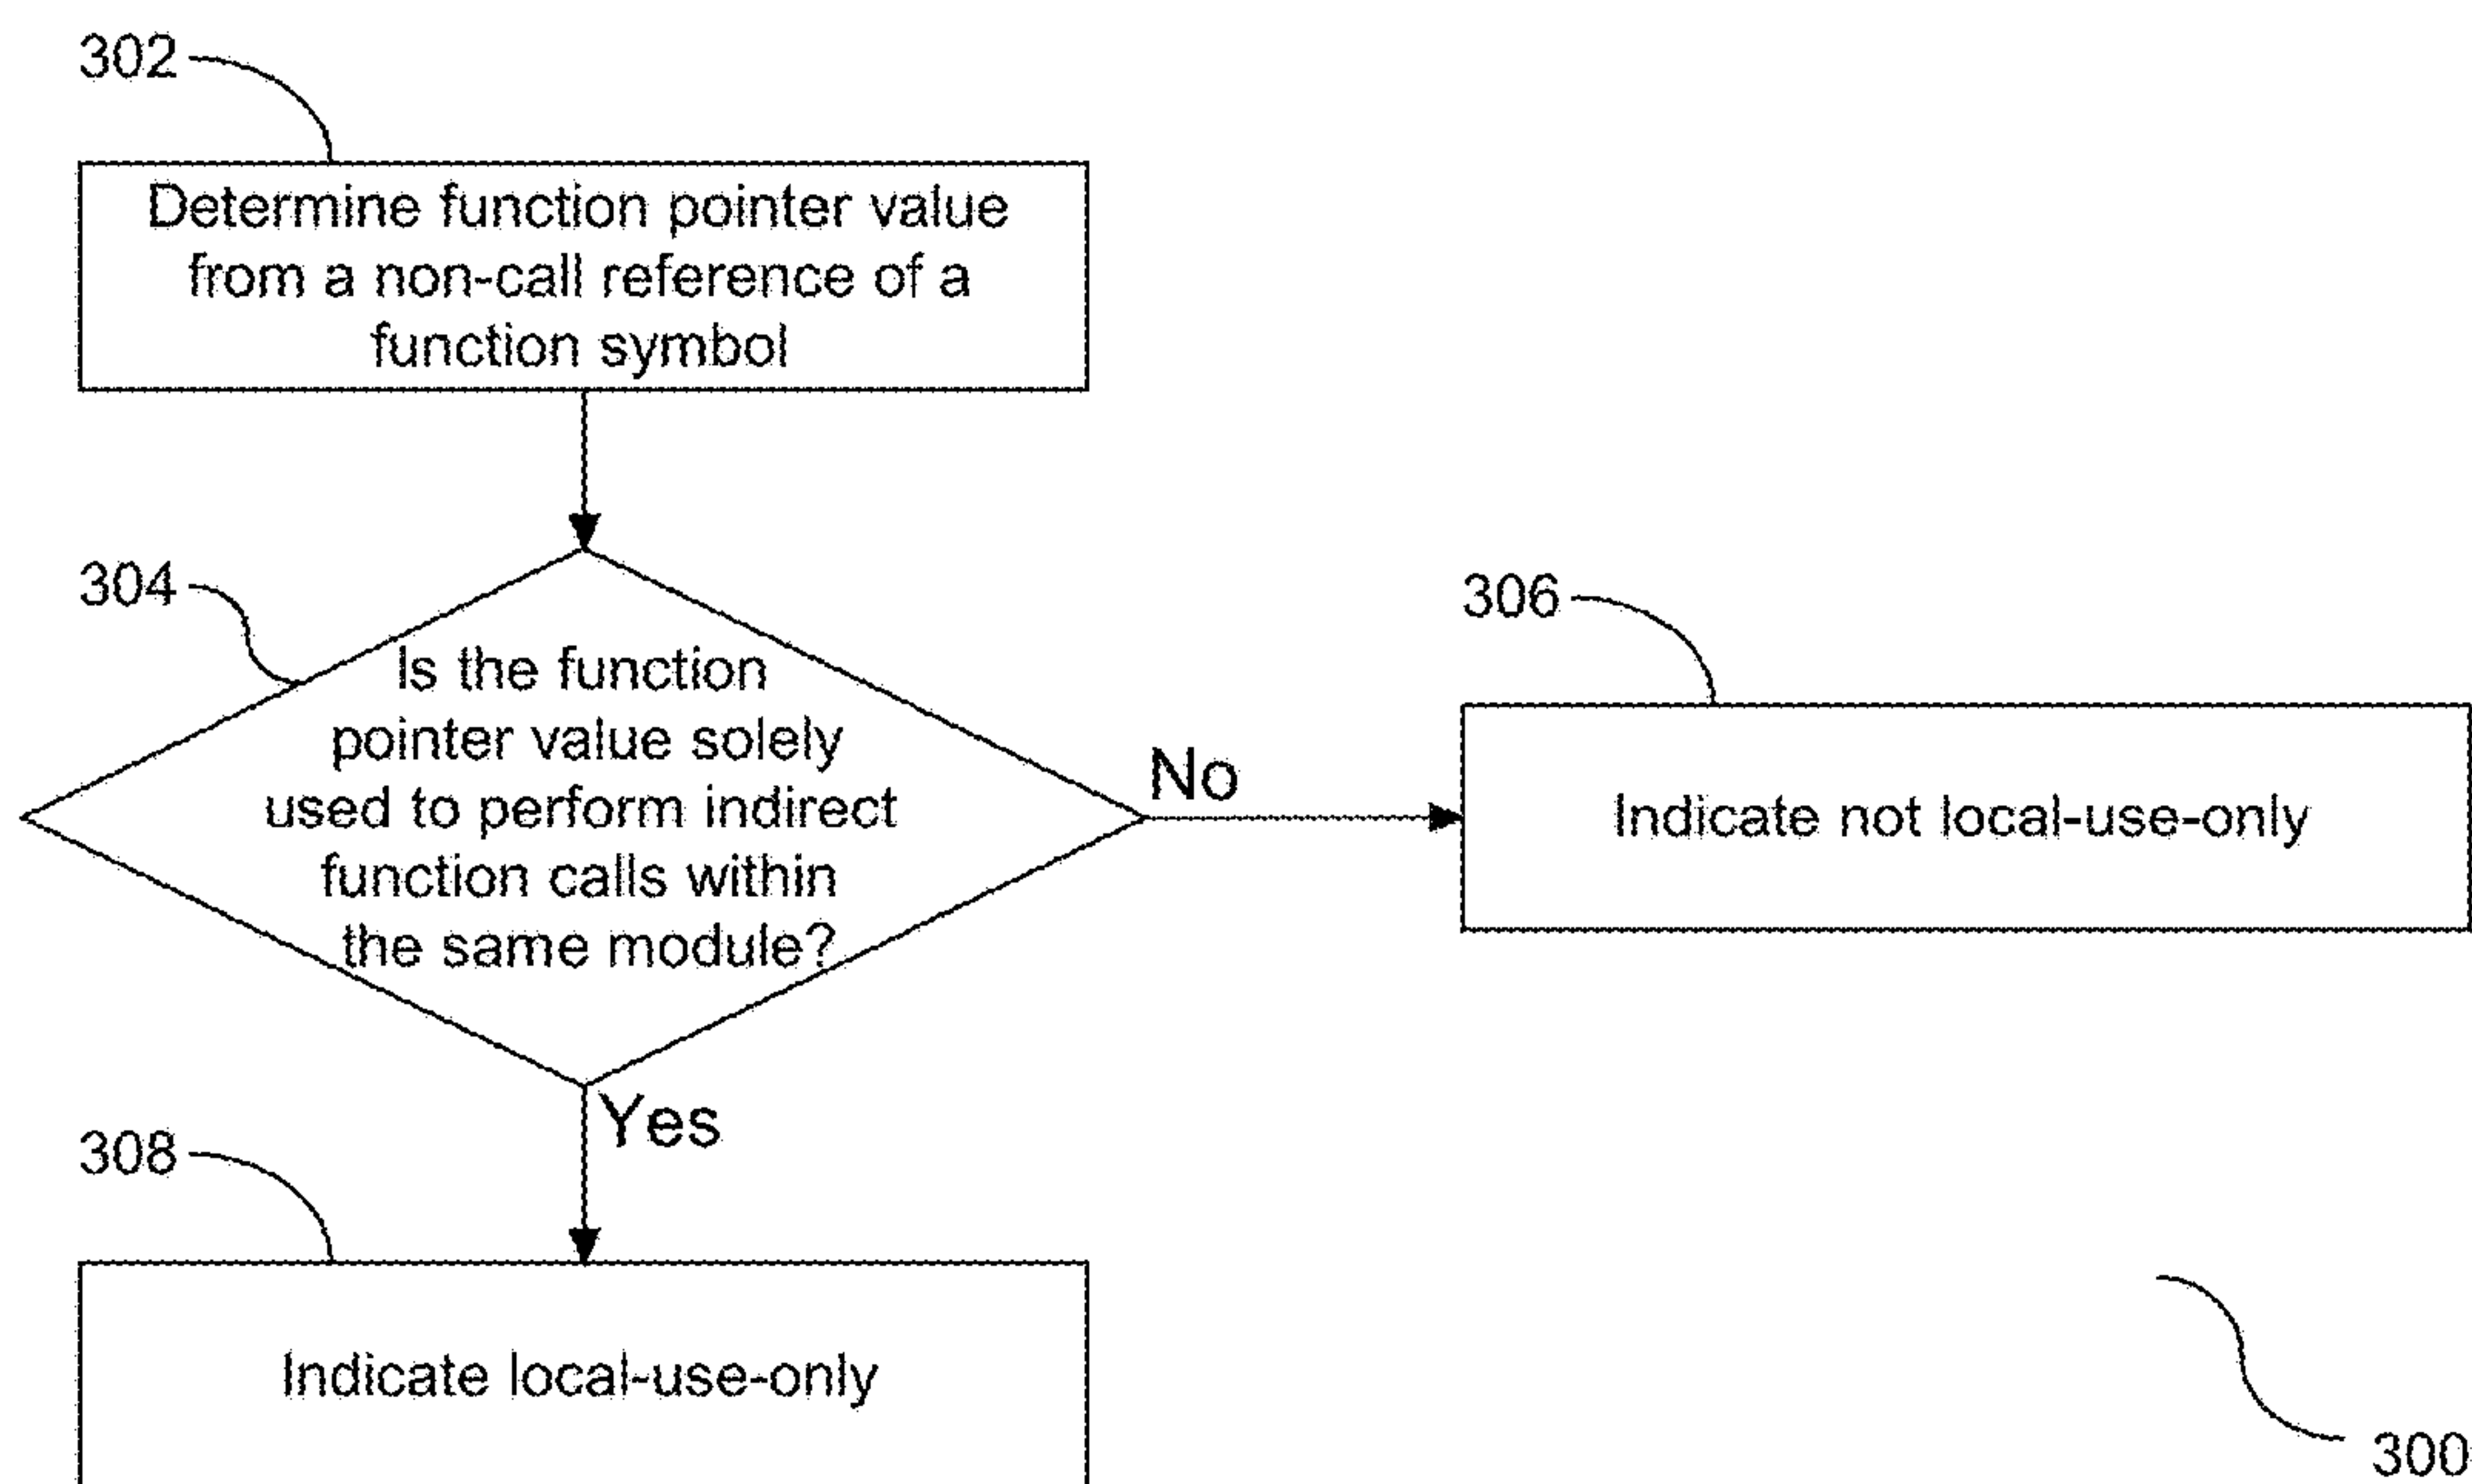 302
Determine function pointer value
from a non-call reference of a
function symbol
304
Is the function
pointer value solely
used to perform indirect
function calls within
the same module?
No
306
Indicate not local-use-only
Yes
308
Indicate local-use-only
300